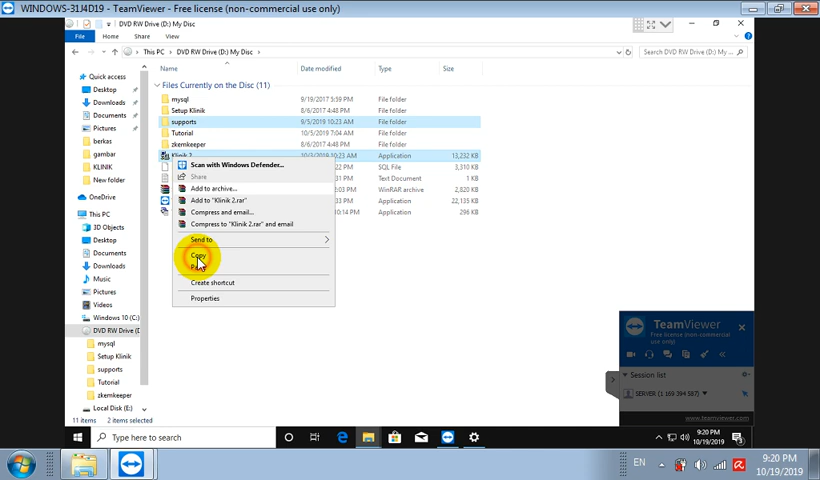 WINDOWS-31J4D19 - TeamViewer - Free license (non-commercial use only)
DVD RW Drive (D:) My Disc
File Home Share View
This PC > DVD RW Drive (D:) My Disc >
Search DVD RW Drive (D:) My Disc
Name Date modified Type Size
Quick access
Desktop
Downloads
Documents
Pictures
berkas
gambar
KLINIK
New folder
OneDrive
This PC
3D Objects
Desktop
Documents
Downloads
Music
Pictures
Videos
Windows 10 (C:)
DVD RW Drive (D
mysql
Setup Klinik
supports
Tutorial
zkemkeeper
Local Disk (E:)
Files Currently on the Disc (11)
mysql 9/19/2017 5:59 PM File folder
Setup Klinik 8/6/2017 4:48 PM File folder
supports 9/5/2019 10:23 AM File folder
Tutorial 10/5/2019 7:04 AM File folder
zkemkeeper 8/6/2017 4:48 PM File folder
Klinik 2 10/3/2019 10:23 AM Application 13,232 KB
:22 PM SQL File 3,310 KB
21 PM Text Document 1 KB
2:03 PM WinRAR archive 2,820 KB
Application 22,135 KB
10:14 PM Application 296 KB
Scan with Windows Defender...
Share
Add to archive...
Add to "Klinik 2.rar"
Compress and email...
Compress to "Klinik 2.rar" and email
Send to
Copy
Create shortcut
Properties
TeamViewer
Free license (non-commercial
use only)
Session list
SERVER (1 169 394 587)
www.teamviewer.com
11 items 2 items selected
Type here to search
9:20 PM
10/19/2019
EN
9:20 PM
10/19/2019